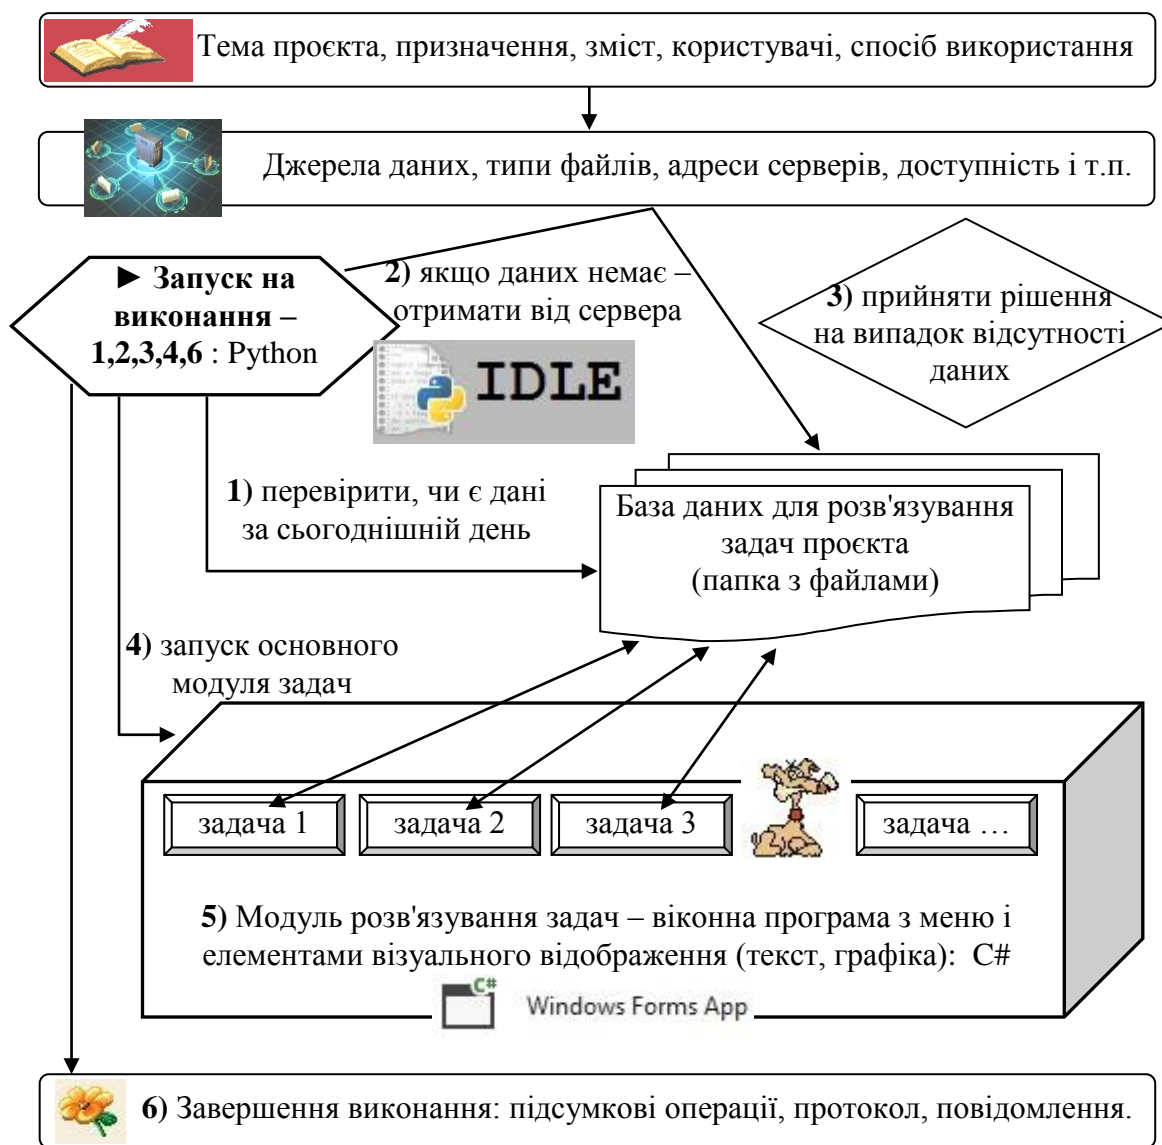 Тема проєкта, призначення, зміст, користувачі, спосіб використання
Джерела даних, типи файлів, адреси серверів, доступність і т.п.
► Запуск на
виконання –
1,2,3,4,6 : Python
2) якщо даних немає –
отримати від сервера
3) прийняти рішення
на випадок відсутності
даних
IDLE
1) перевірити, чи є дані
за сьогоднішній день
База даних для розв'язування
задач проєкта
(папка з файлами)
4) запуск основного
модуля задач
задача 1
задача 2
задача 3
задача …
5) Модуль розв'язування задач – віконна програма з меню і
елементами візуального відображення (текст, графіка): C#
C#
Windows Forms App
6) Завершення виконання: підсумкові операції, протокол, повідомлення.